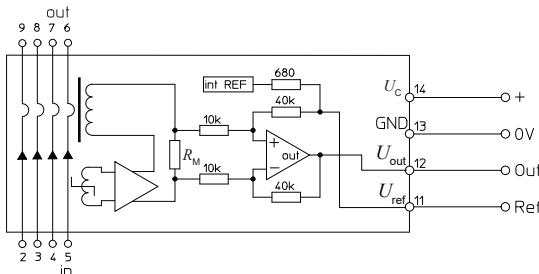 out
9 8 7 6
680
int REF
U_C 14 +
40k
10k
GND 13 0V
+
R_M
out
U_out 12 Out
10k
−
40k
U_ref 11 Ref
2 3 4 5
in